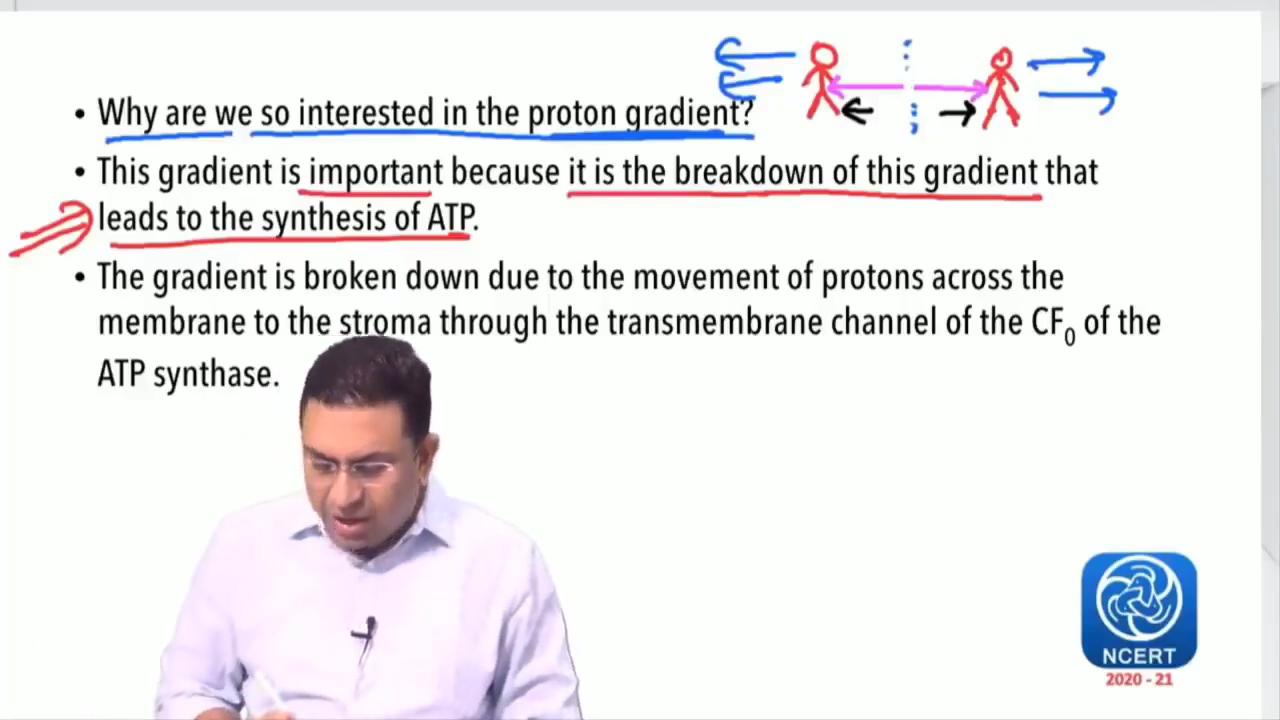 • Why are we so interested in the proton gradient?
• This gradient is important because it is the breakdown of this gradient that
leads to the synthesis of ATP.
• The gradient is broken down due to the movement of protons across the
membrane to the stroma through the transmembrane channel of the CF₀ of the
ATP synthase.
NCERT
2020 - 21